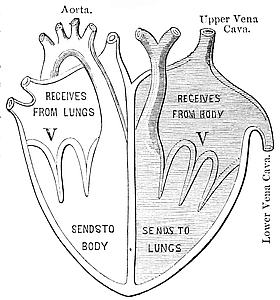 Aorta.
Upper Vena
Cava.
RECEIVES
FROM LUNGS
V
RECEIVES
FROM BODY
V
SENDS TO
BODY
SENDS TO
LUNGS
Lower Vena Cava.